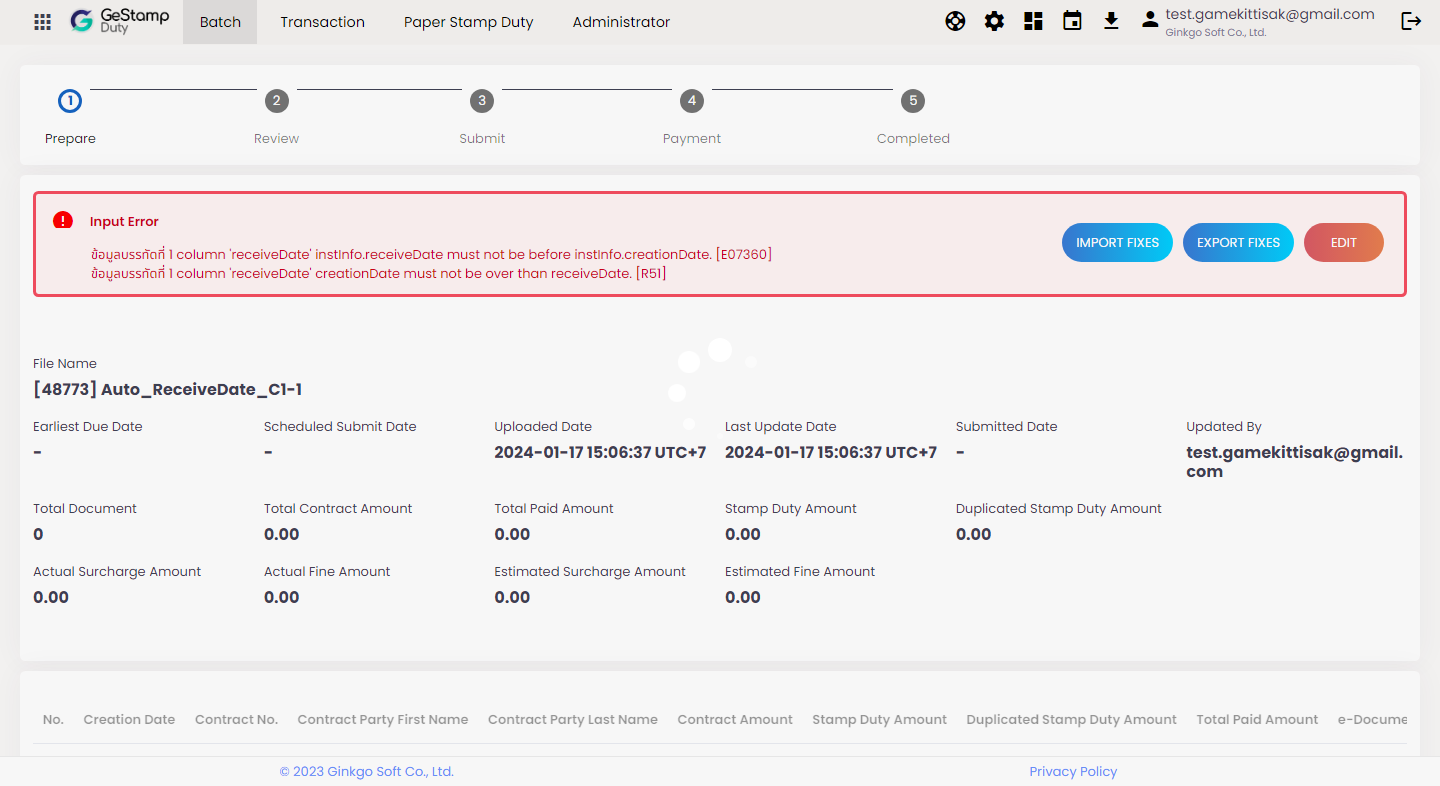 GeStamp
Duty
Batch
Transaction
Paper Stamp Duty
Administrator
test.gamekittisak@gmail.com
Ginkgo Soft Co., Ltd.
1
2
3
4
5
Prepare
Review
Submit
Payment
Completed
Input Error
ข้อมูลบรรทัดที่ 1 column 'receiveDate' instInfo.receiveDate must not be before instInfo.creationDate. [E07360]
ข้อมูลบรรทัดที่ 1 column 'receiveDate' creationDate must not be over than receiveDate. [R51]
IMPORT FIXES
EXPORT FIXES
EDIT
File Name
[48773] Auto_ReceiveDate_C1-1
Earliest Due Date
Scheduled Submit Date
Uploaded Date
Last Update Date
Submitted Date
Updated By
-
-
2024-01-17 15:06:37 UTC+7
2024-01-17 15:06:37 UTC+7
-
test.gamekittisak@gmail.
com
Total Document
Total Contract Amount
Total Paid Amount
Stamp Duty Amount
Duplicated Stamp Duty Amount
0
0.00
0.00
0.00
0.00
Actual Surcharge Amount
Actual Fine Amount
Estimated Surcharge Amount
Estimated Fine Amount
0.00
0.00
0.00
0.00
No.
Creation Date
Contract No.
Contract Party First Name
Contract Party Last Name
Contract Amount
Stamp Duty Amount
Duplicated Stamp Duty Amount
Total Paid Amount
e-Docume
© 2023 Ginkgo Soft Co., Ltd.
Privacy Policy